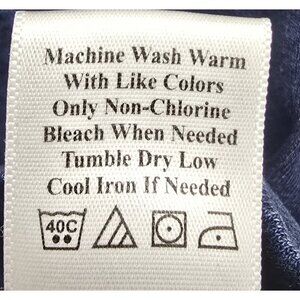 Machine Wash Warm
With Like Colors
Only Non-Chlorine
Bleach When Needed
Tumble Dry Low
Cool Iron If Needed
40C